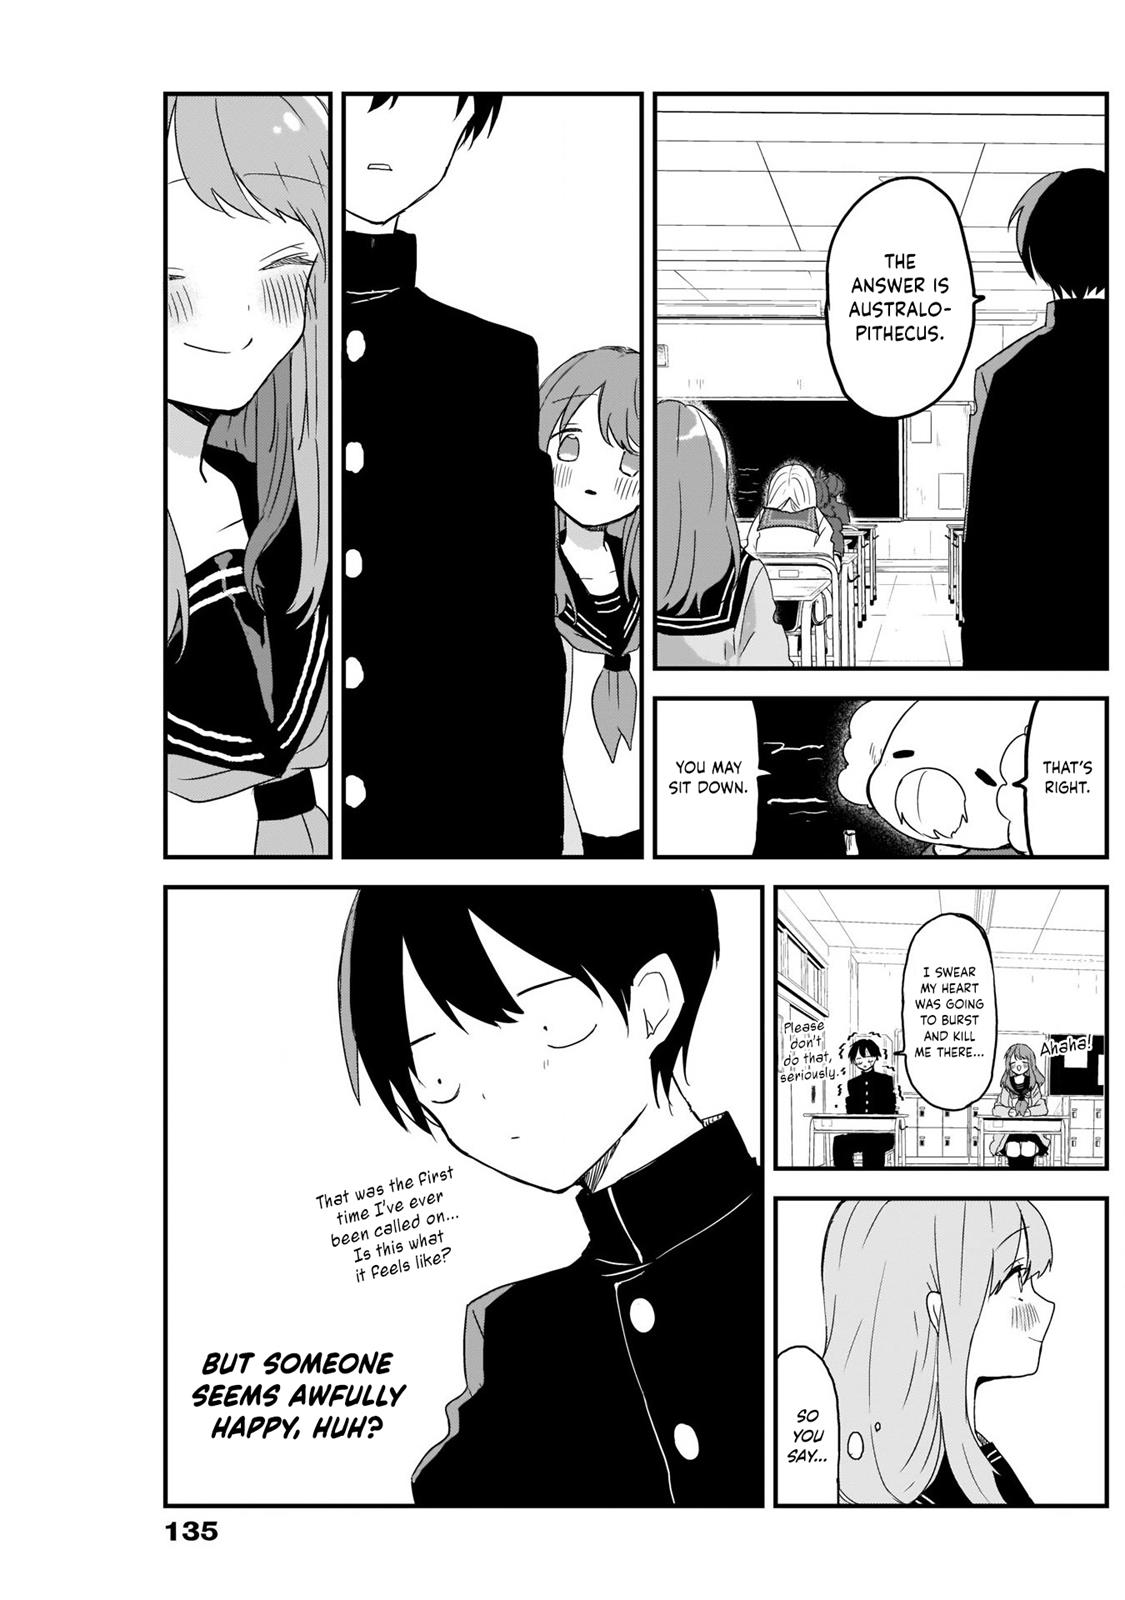 THE
ANSWER IS
AUSTRALO-
PITHECUS.
THAT'S
RIGHT.
YOU MAY
SIT DOWN.
I SWEAR
MY HEART
WAS GOING
TO BURST
AND KILL
ME THERE...
Ahaha!
Please
don't
do that,
seriously.
SO
YOU
SAY...
That was the first
time I've ever
been called on...
Is this what
it feels like?
BUT SOMEONE
SEEMS AWFULLY
HAPPY, HUH?
135